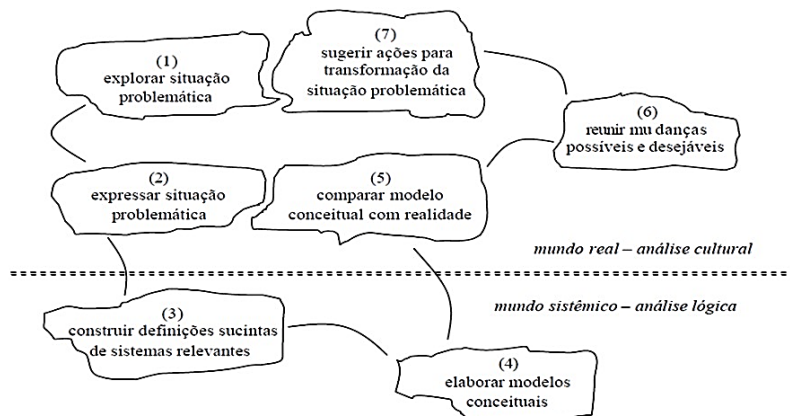 (1)
explorar situação
problemática
(7)
sugerir ações para
transformação da
situação problemática
(6)
reunir mu danças
possíveis e desejáveis
(2)
expressar situação
problemática
(5)
comparar modelo
conceitual com realidade
mundo real – análise cultural
mundo sistêmico – análise lógica
(3)
construir definições sucintas
de sistemas relevantes
(4)
elaborar modelos
conceituais